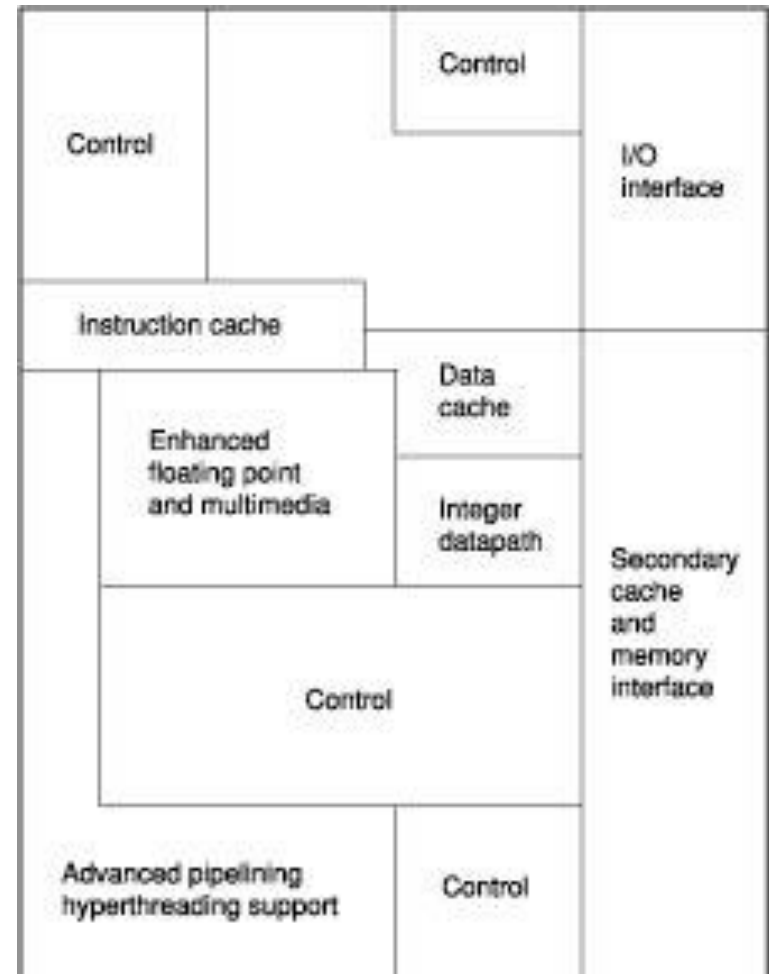 Control
Control
I/O
interface
Instruction cache
Data
cache
Enhanced
floating point
and multimedia
Integer
datapath
Secondary
cache
and
memory
interface
Control
Advanced pipelining
hyperthreading support
Control